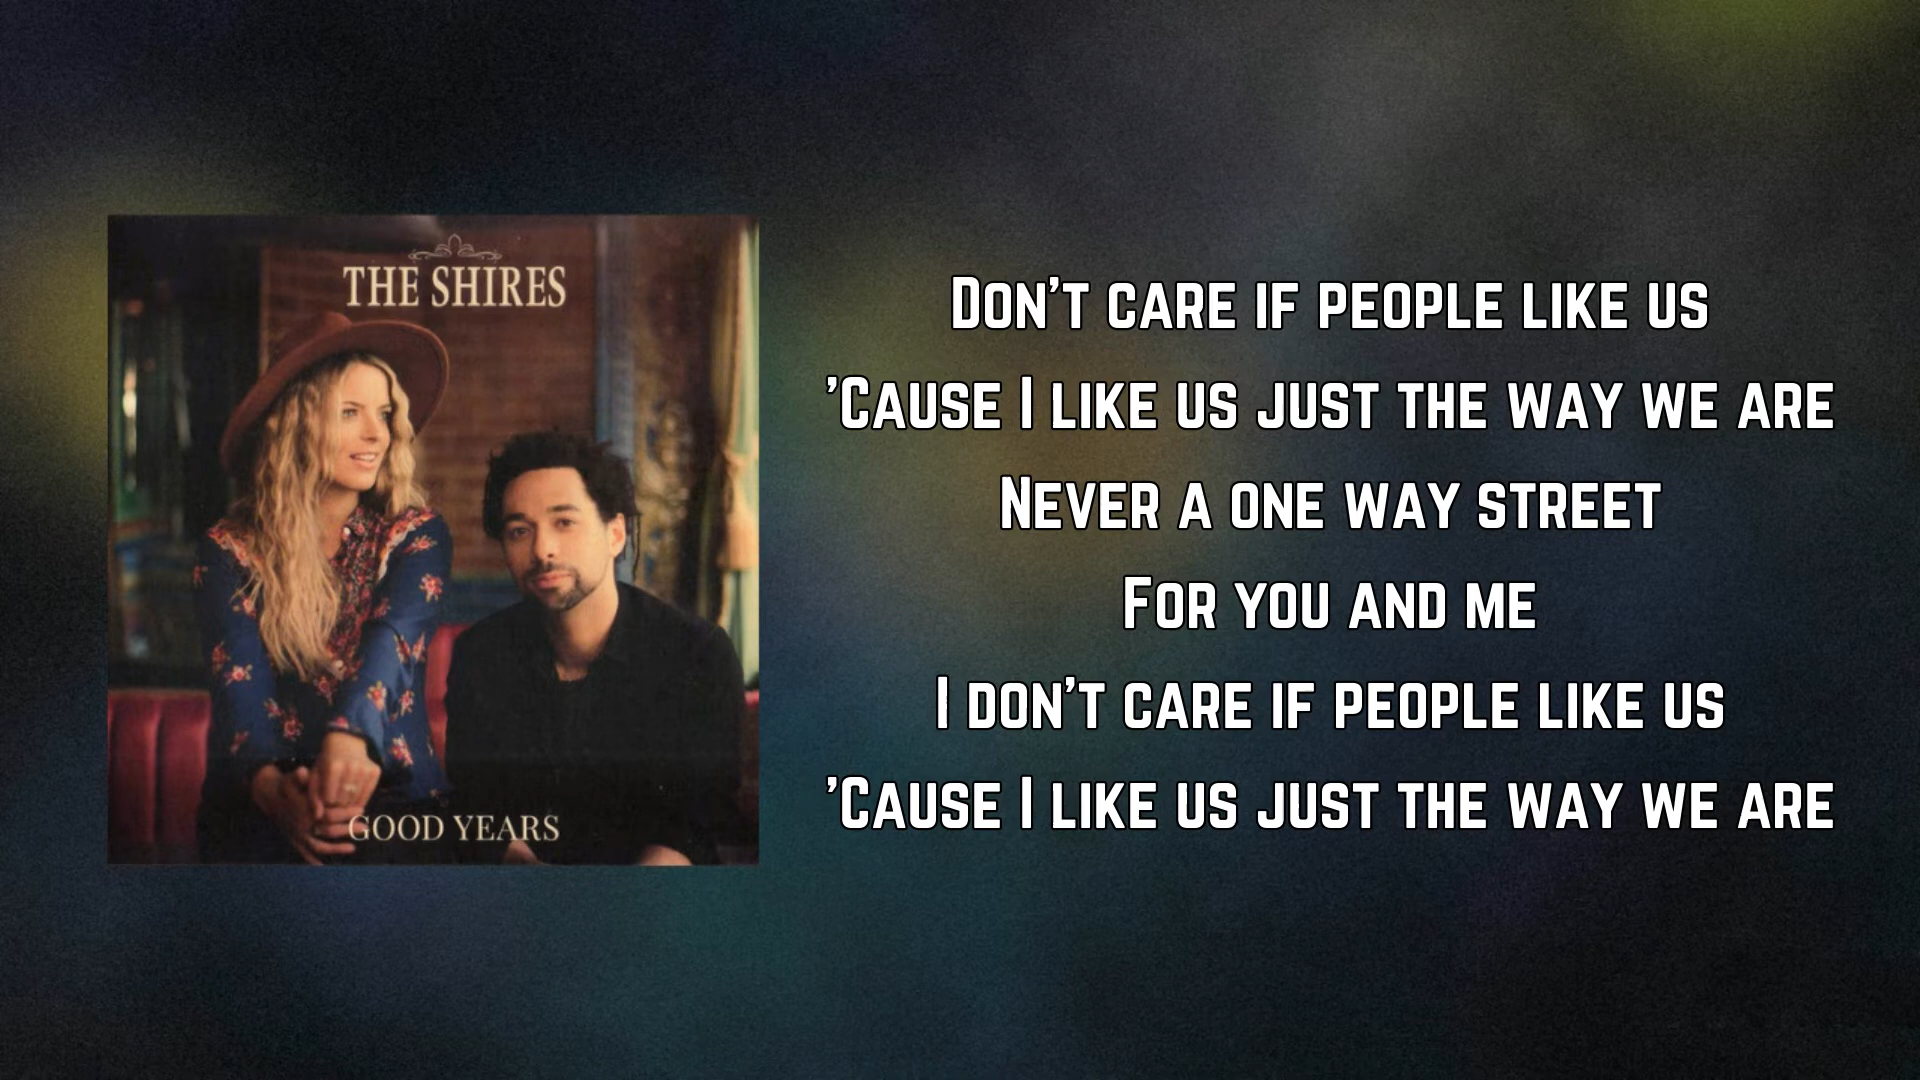 THE SHIRES
GOOD YEARS
Don't care if people like us
'Cause I like us just the way we are
Never a one way street
For you and me
I don't care if people like us
'Cause I like us just the way we are